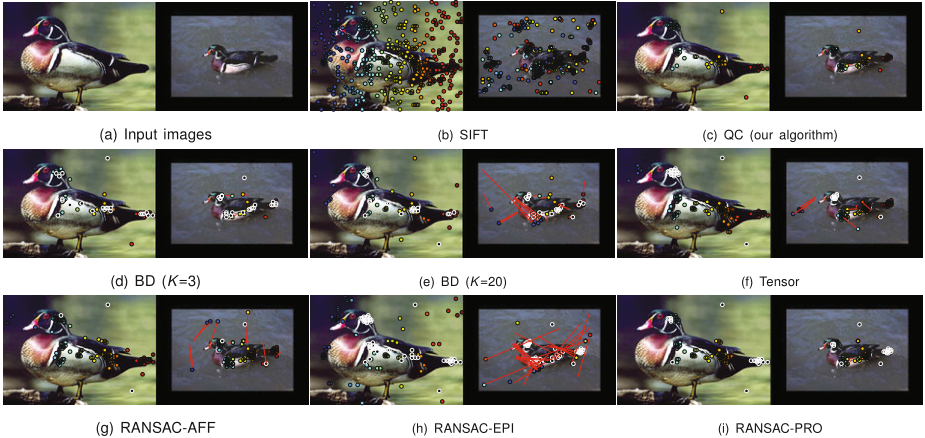 (a) Input images
(b) SIFT
(c) QC (our algorithm)
(d) BD (K=3)
(e) BD (K=20)
(f) Tensor
(g) RANSAC-AFF
(h) RANSAC-EPI
(i) RANSAC-PRO